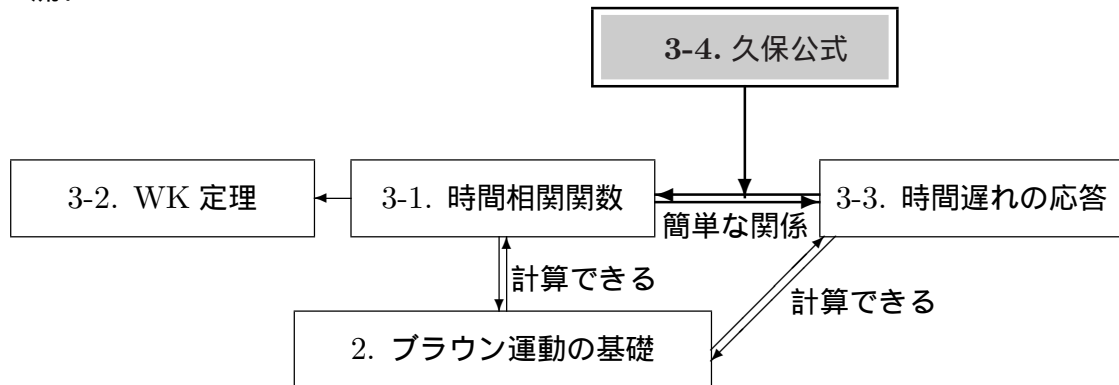 3-4. 久保公式
3-2. WK 定理
3-1. 時間相関関数
3-3. 時間遅れの応答
簡単な関係
計算できる
計算できる
2. ブラウン運動の基礎